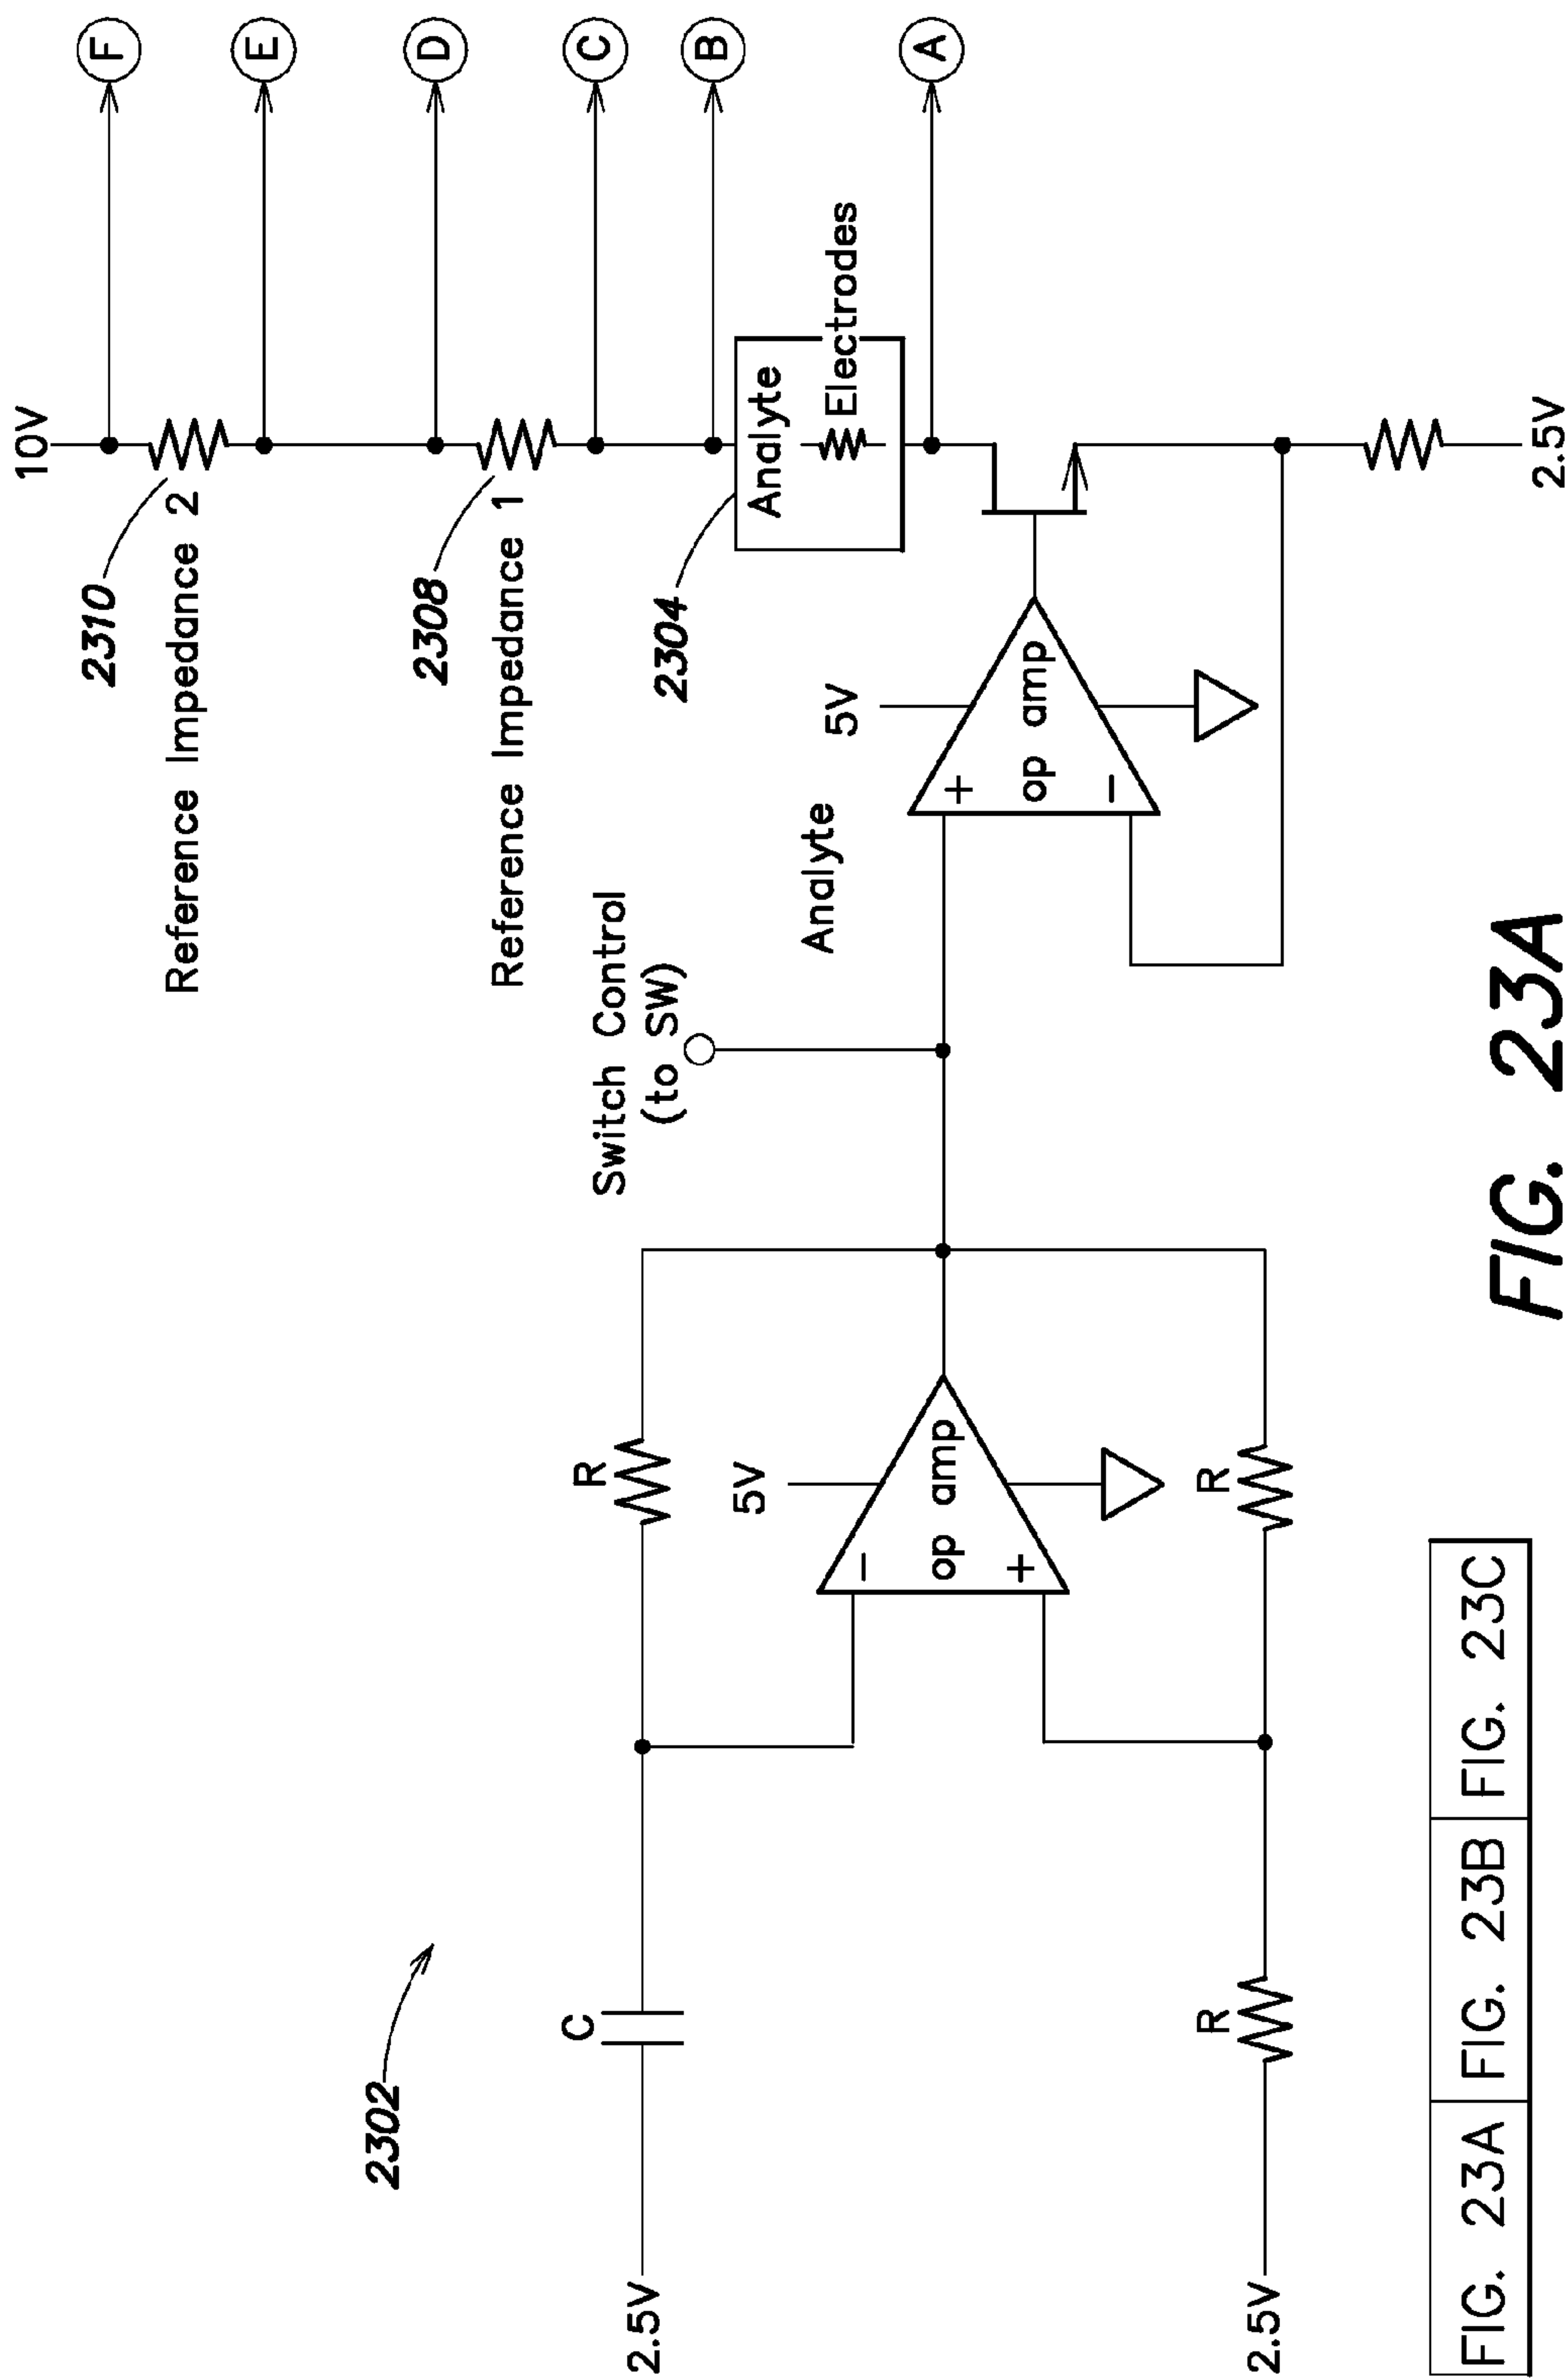 10V
F
E
D
C
B
A
2310
Reference Impedance 2
2308
Reference Impedance 1
2304
Analyte
Electrodes
Switch Control
(to SW)
Analyte
5V
+
op amp
−
2.5V
2302
C
R
5V
−
op amp
+
R
R
2.5V
2.5V
FIG. 23A FIG. 23B FIG. 23C
FIG. 23A